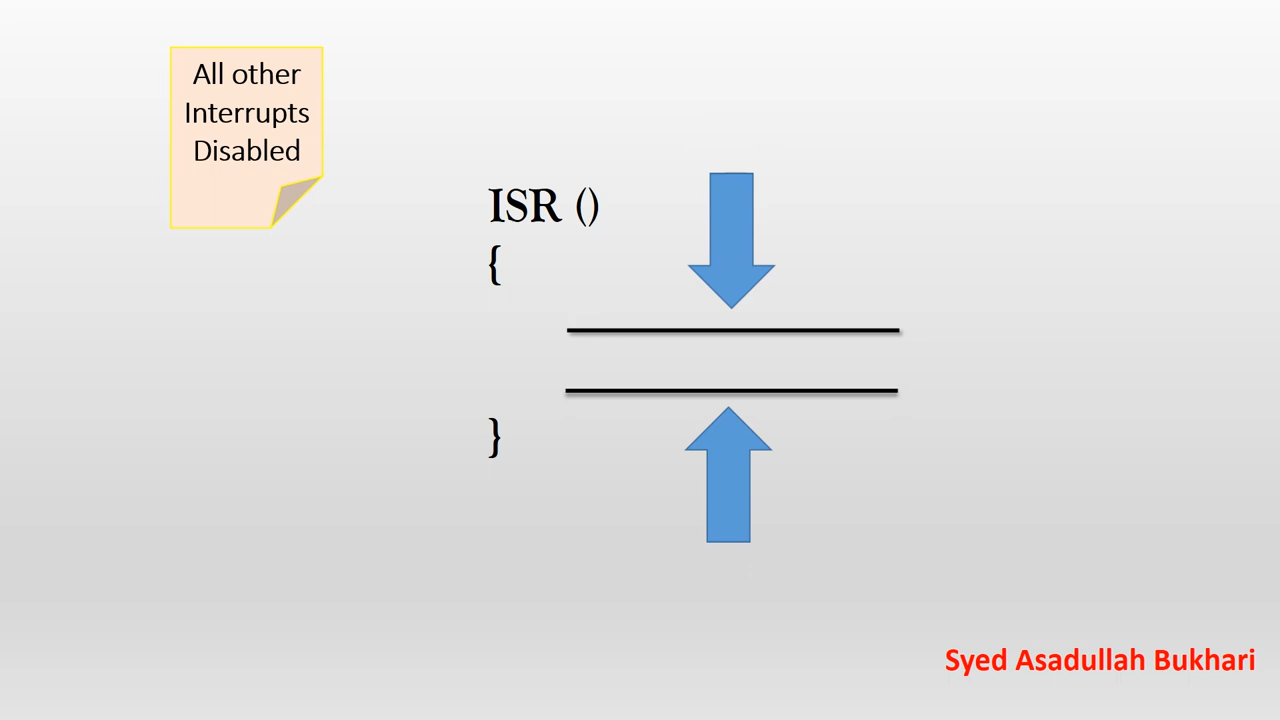 All other
Interrupts
Disabled
ISR ()
{
}
Syed Asadullah Bukhari